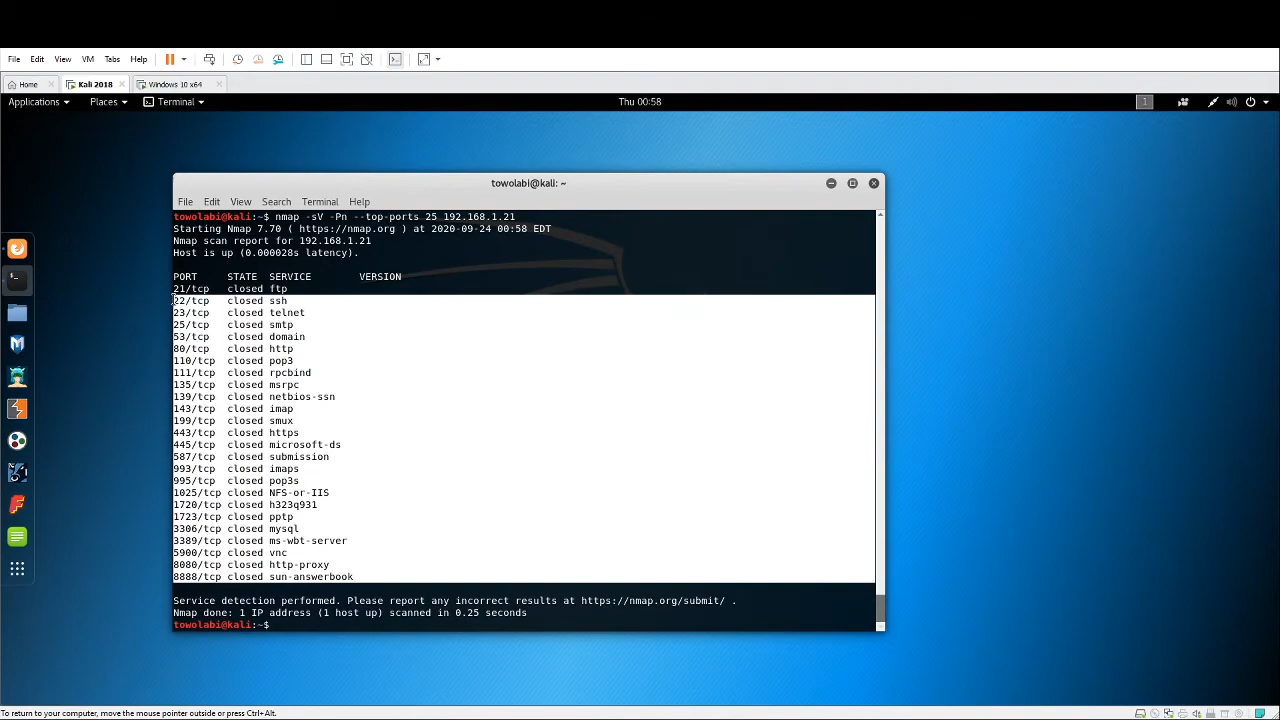 File Edit View VM Tabs Help
Home Kali 2018 Windows 10 x64
Applications Places Terminal Thu 00:58 1
towolabi@kali: ~
File Edit View Search Terminal Help
towolabi@kali:~$ nmap -sV -Pn --top-ports 25 192.168.1.21
Starting Nmap 7.70 ( https://nmap.org ) at 2020-09-24 00:58 EDT
Nmap scan report for 192.168.1.21
Host is up (0.000028s latency).
PORT STATE SERVICE VERSION
21/tcp closed ftp
22/tcp closed ssh
23/tcp closed telnet
25/tcp closed smtp
53/tcp closed domain
80/tcp closed http
110/tcp closed pop3
111/tcp closed rpcbind
135/tcp closed msrpc
139/tcp closed netbios-ssn
143/tcp closed imap
199/tcp closed smux
443/tcp closed https
445/tcp closed microsoft-ds
587/tcp closed submission
993/tcp closed imaps
995/tcp closed pop3s
1025/tcp closed NFS-or-IIS
1720/tcp closed h323q931
1723/tcp closed pptp
3306/tcp closed mysql
3389/tcp closed ms-wbt-server
5900/tcp closed vnc
8080/tcp closed http-proxy
8888/tcp closed sun-answerbook
Service detection performed. Please report any incorrect results at https://nmap.org/submit/ .
Nmap done: 1 IP address (1 host up) scanned in 0.25 seconds
towolabi@kali:~$
To return to your computer, move the mouse pointer outside or press Ctrl+Alt.